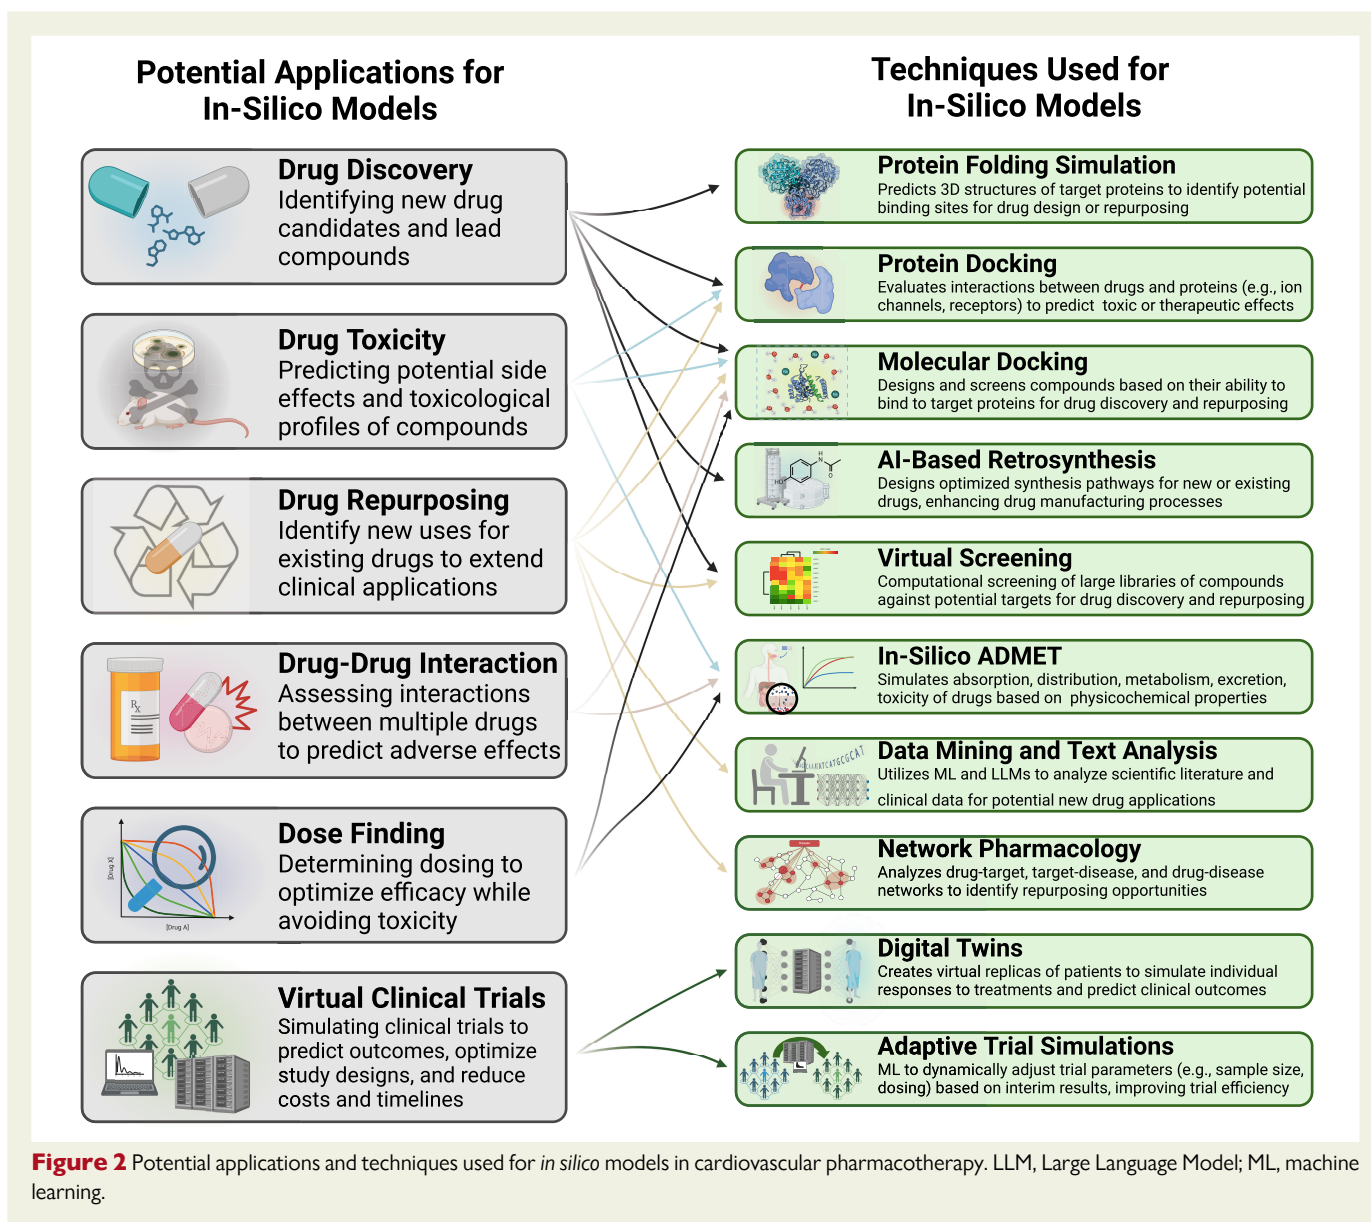 Potential Applications for
In-Silico Models
Drug Discovery
Identifying new drug
candidates and lead
compounds
Drug Toxicity
Predicting potential side
effects and toxicological
profiles of compounds
Drug Repurposing
Identify new uses for
existing drugs to extend
clinical applications
Drug-Drug Interaction
Assessing interactions
between multiple drugs
to predict adverse effects
Rx
Dose Finding
Determining dosing to
optimize efficacy while
avoiding toxicity
[Drug X]
[Drug A]
Virtual Clinical Trials
Simulating clinical trials to
predict outcomes, optimize
study designs, and reduce
costs and timelines
Techniques Used for
In-Silico Models
Protein Folding Simulation
Predicts 3D structures of target proteins to identify potential
binding sites for drug design or repurposing
Protein Docking
Evaluates interactions between drugs and proteins (e.g., ion
channels, receptors) to predict toxic or therapeutic effects
Molecular Docking
Designs and screens compounds based on their ability to
bind to target proteins for drug discovery and repurposing
AI-Based Retrosynthesis
Designs optimized synthesis pathways for new or existing
drugs, enhancing drug manufacturing processes
HO
H
N
O
Virtual Screening
Computational screening of large libraries of compounds
against potential targets for drug discovery and repurposing
In-Silico ADMET
Simulates absorption, distribution, metabolism, excretion,
toxicity of drugs based on physicochemical properties
Data Mining and Text Analysis
Utilizes ML and LLMs to analyze scientific literature and
clinical data for potential new drug applications
Network Pharmacology
Analyzes drug-target, target-disease, and drug-disease
networks to identify repurposing opportunities
Digital Twins
Creates virtual replicas of patients to simulate individual
responses to treatments and predict clinical outcomes
Adaptive Trial Simulations
ML to dynamically adjust trial parameters (e.g., sample size,
dosing) based on interim results, improving trial efficiency
Figure 2 Potential applications and techniques used for in silico models in cardiovascular pharmacotherapy. LLM, Large Language Model; ML, machine
learning.